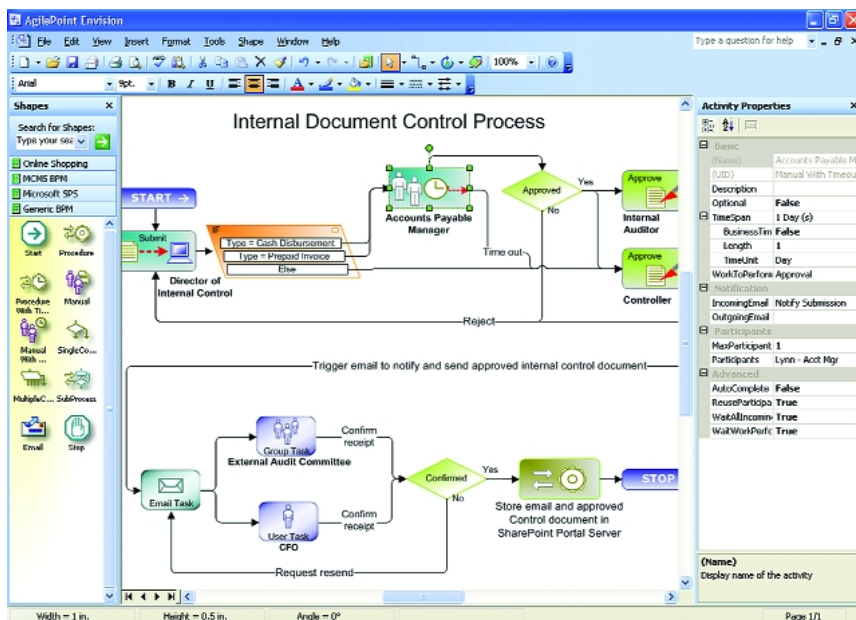 AgilePoint Envision
File Edit View Insert Format Tools Shape Window Help
Type a question for help
100%
Arial
9pt.
B I U
Shapes
Search for Shapes:
Type your sea
Online Shopping
MCMS BPM
Microsoft SPS
Generic BPM
Start
Procedure
Procedure With Ti...
Manual
Manual With ...
SingleCo...
MultipleC...
SubProcess
Email
Stop
Internal Document Control Process
START
Submit
Director of
Internal Control
IF
Type = Cash Disbursement
Type = Prepaid Invoice
Else
Accounts Payable
Manager
Time out
Approved
Yes
No
Approve
Internal
Auditor
Approve
Controller
Reject
Trigger email to notify and send approved internal control document
Email Task
Group Task
External Audit Committee
Confirm
receipt
User Task
CFO
Confirm
receipt
Confirmed
Yes
No
Request resend
Store email and approved
Control document in
SharePoint Portal Server
STOP
Activity Properties
Basic
(Name) Accounts Payable M
(UID) Manual With Timeou
Description
Optional False
TimeSpan 1 Day (s)
BusinessTim False
Length 1
TimeUnit Day
WorkToPerform Approval
Notification
IncomingEmail Notify Submission
OutgoingEmail
Participants
MaxParticipant 1
Participants Lynn - Acct Mgr
Advanced
AutoComplete False
ReuseParticipa True
WaitAllIncomin True
WaitWorkPerfc True
(Name)
Display name of the activity
Width = 1 in.
Height = 0.5 in.
Angle = 0°
Page 1/1